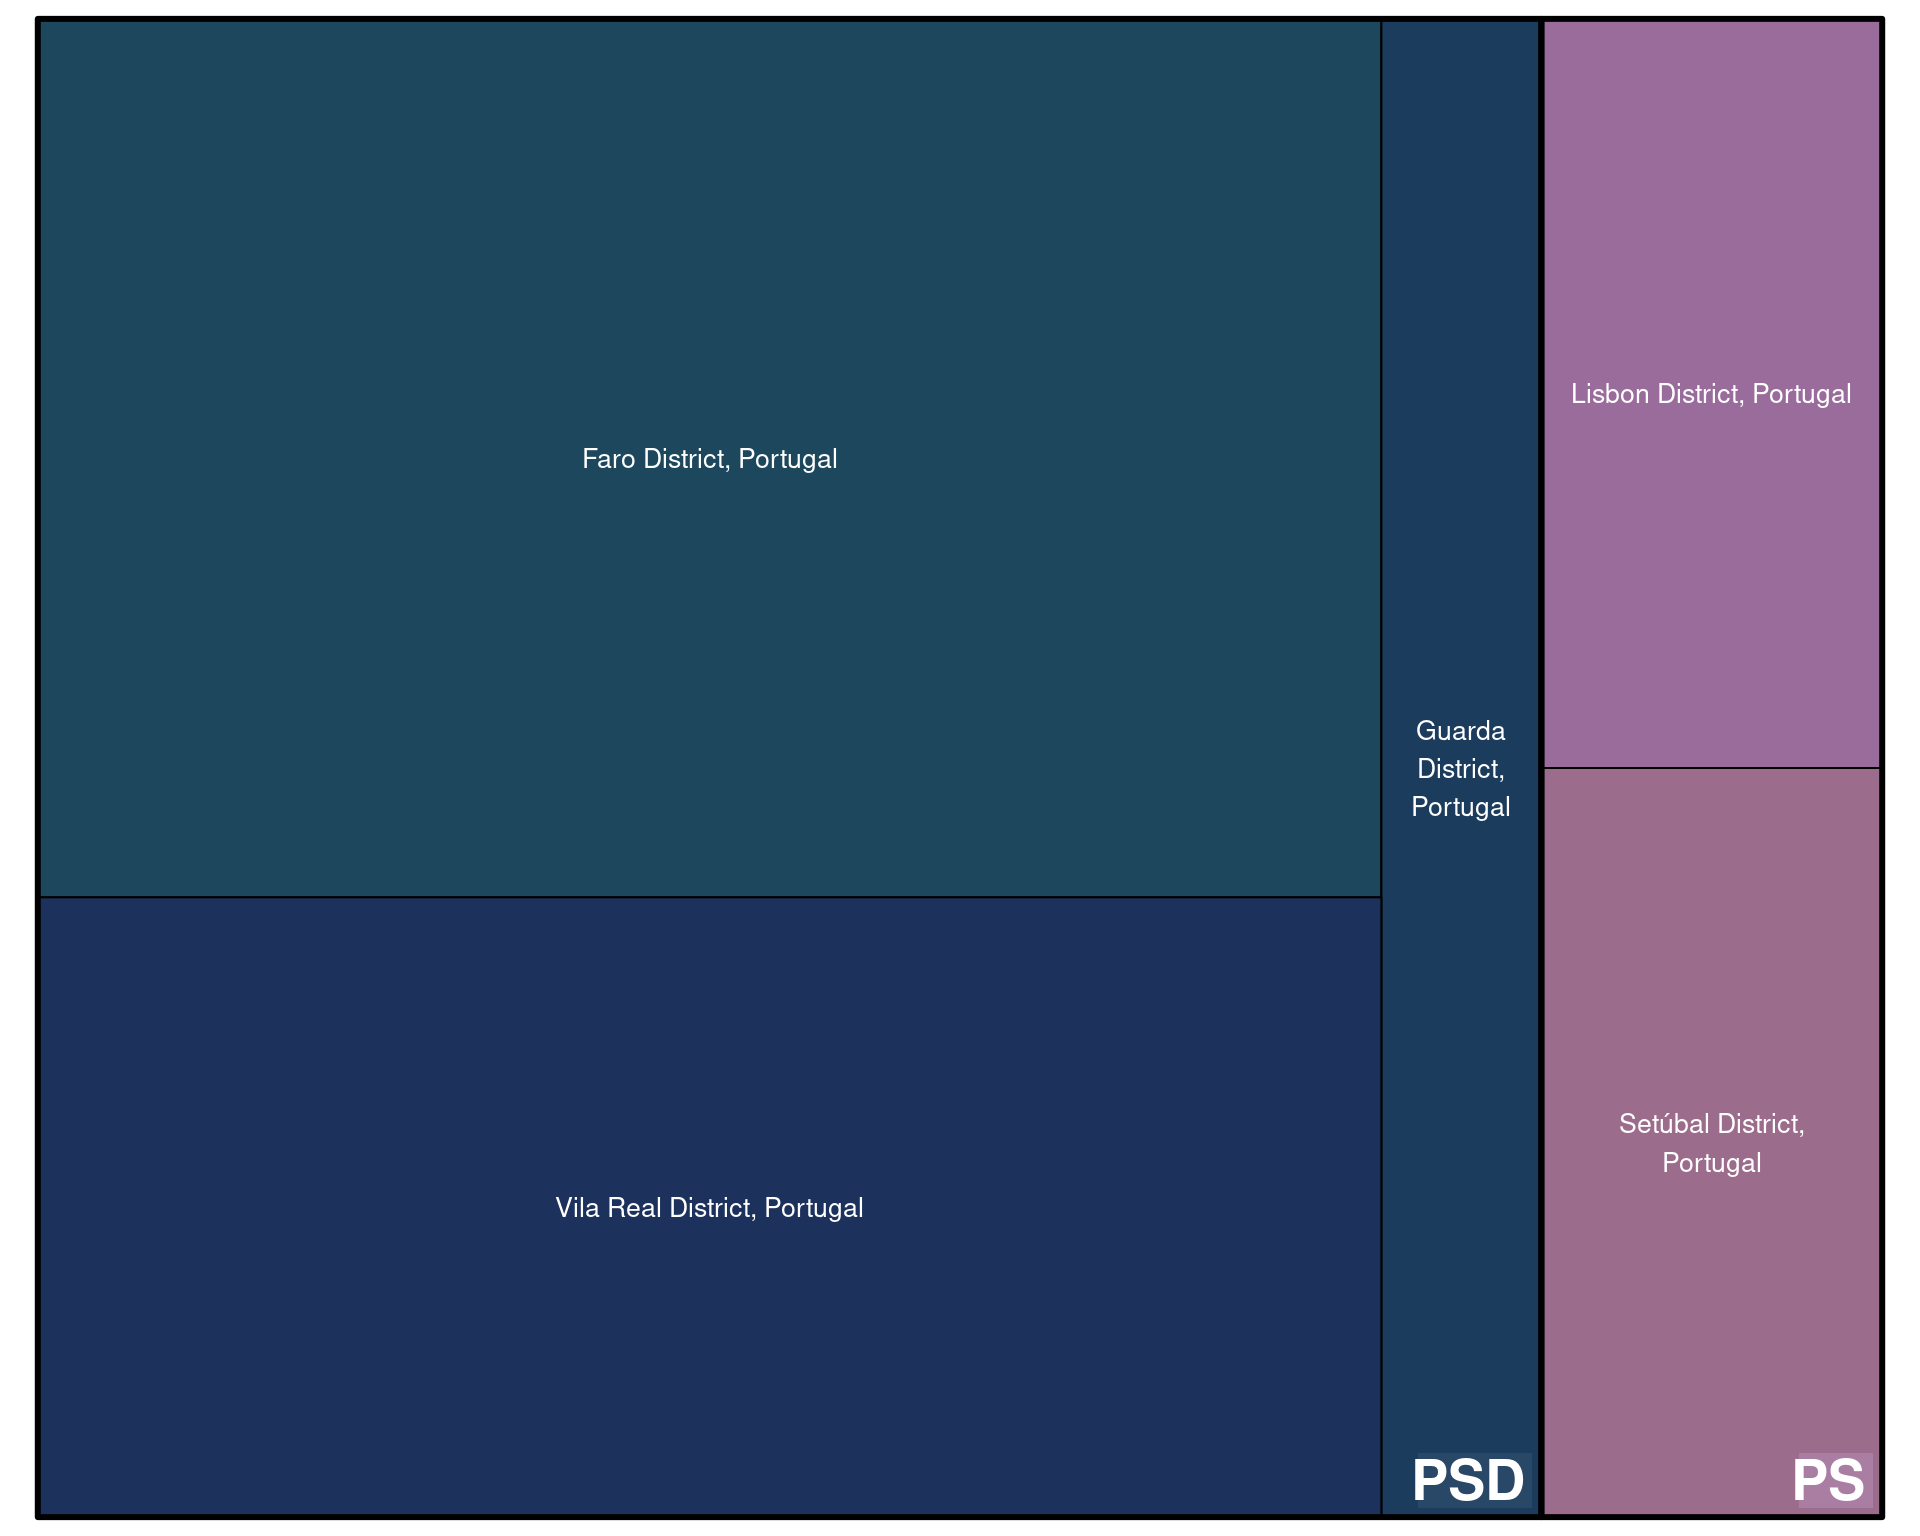 Faro District, Portugal
Vila Real District, Portugal
Guarda
District,
Portugal
PSD
Lisbon District, Portugal
Setúbal District,
Portugal
PS